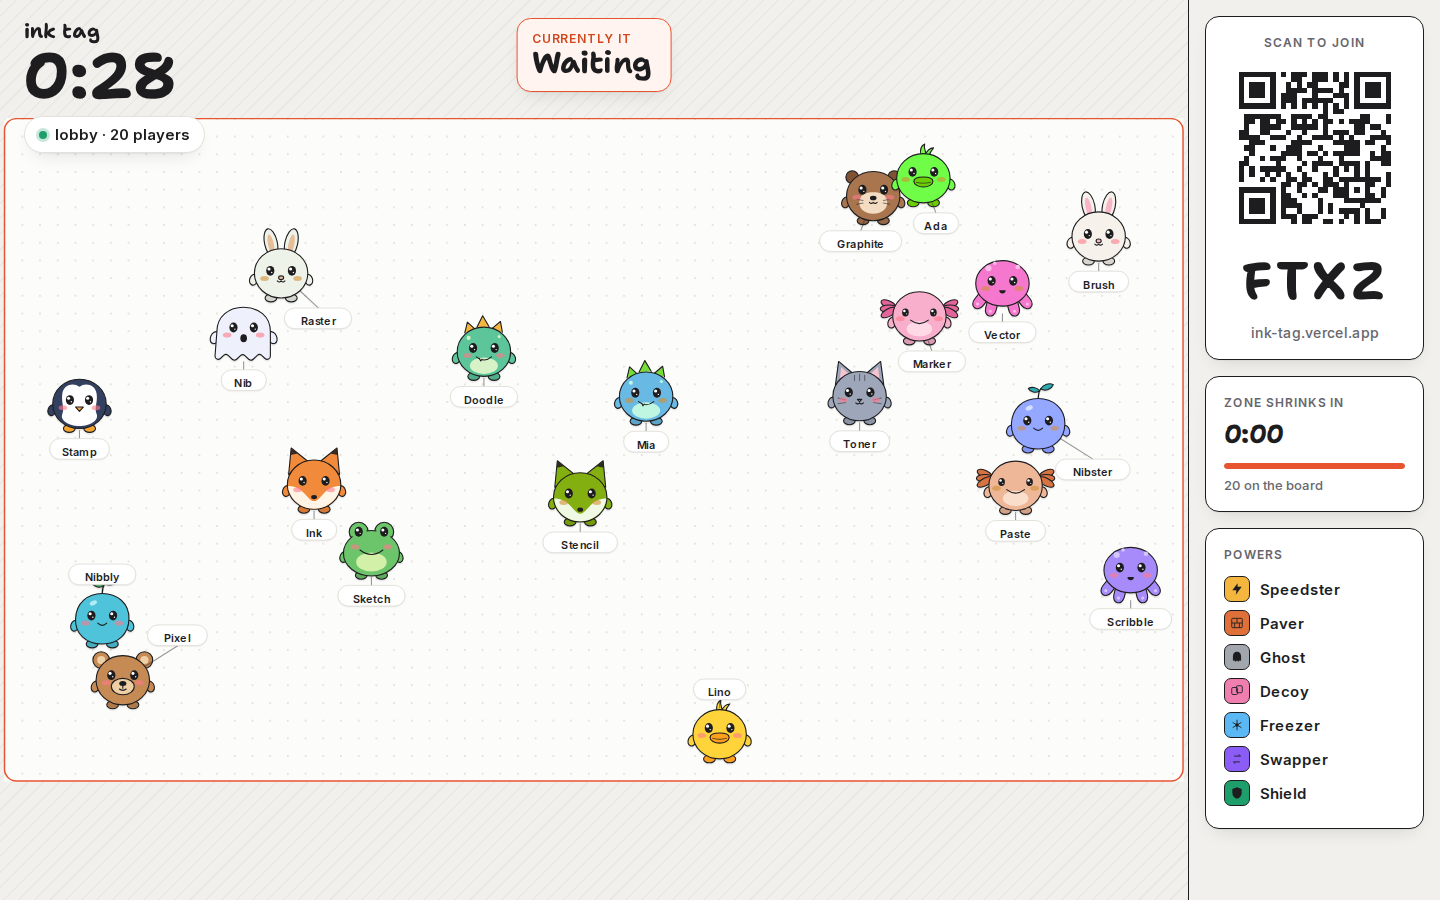 ink tag
0:28
CURRENTLY IT
Waiting
lobby · 20 players
Graphite
Ada
Brush
Raster
Vector
Marker
Nib
Doodle
Mia
Toner
Stamp
Nibster
Ink
Paste
Stencil
Sketch
Nibbly
Scribble
Pixel
Lino
SCAN TO JOIN
FTXZ
ink-tag.vercel.app
ZONE SHRINKS IN
0:00
20 on the board
POWERS
Speedster
Paver
Ghost
Decoy
Freezer
Swapper
Shield